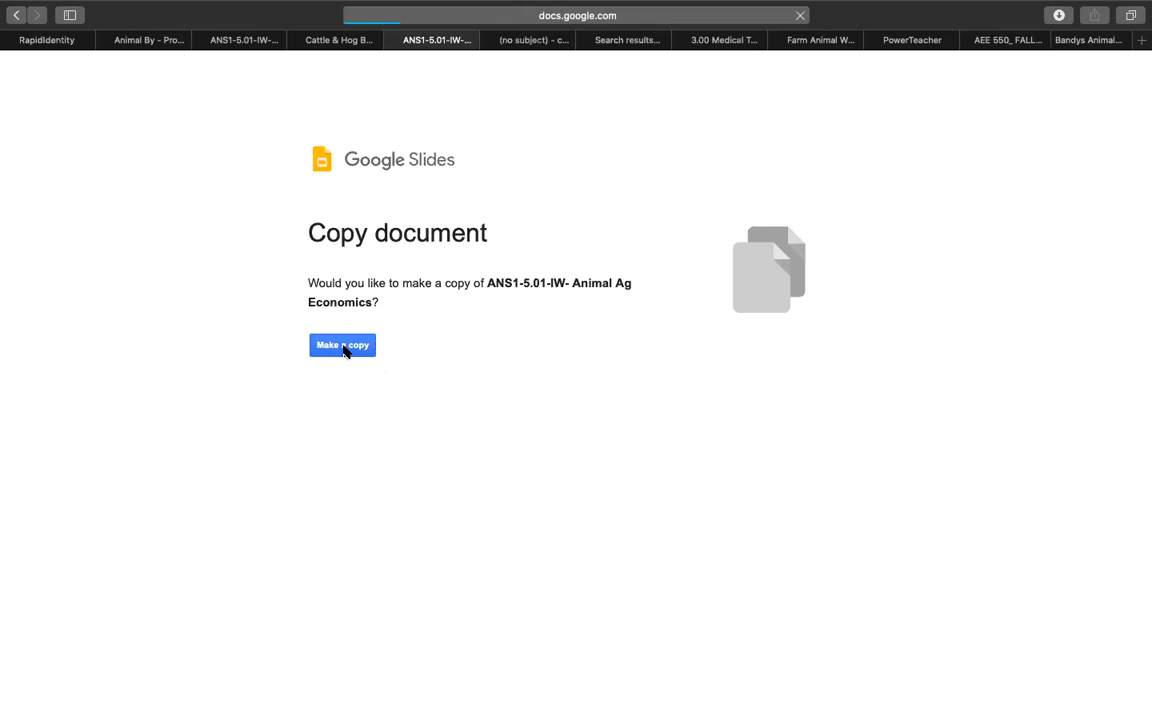 docs.google.com
RapidIdentity
Animal By - Pro...
ANS1-5.01-IW-...
Cattle & Hog B...
ANS1-5.01-IW-...
(no subject) - c...
Search results...
3.00 Medical T...
Farm Animal W...
PowerTeacher
AEE 550_ FALL...
Bandys Animal...
Google Slides
Copy document
Would you like to make a copy of ANS1-5.01-IW- Animal Ag
Economics?
Make a copy